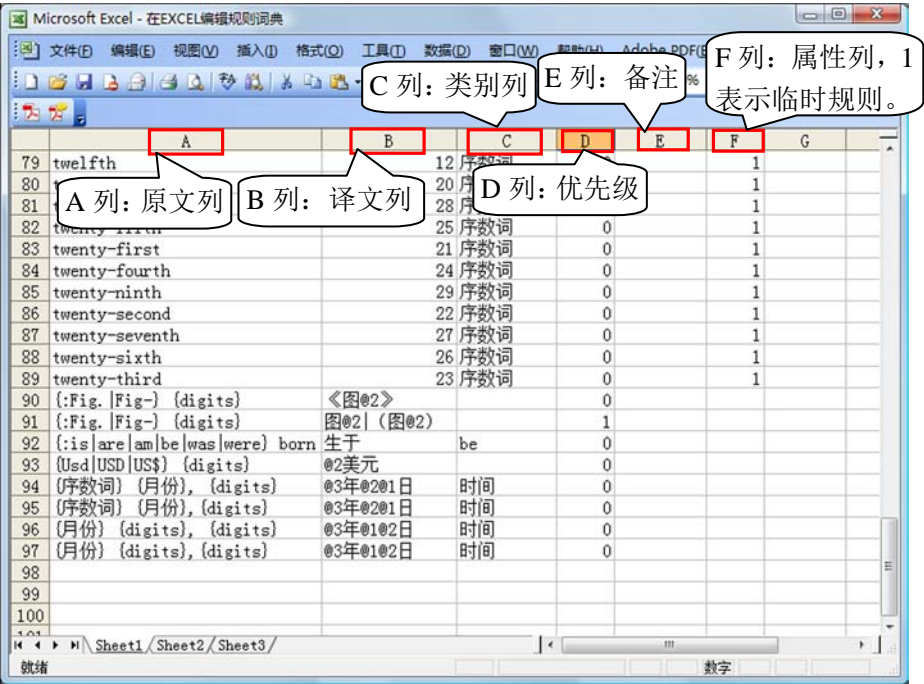 Microsoft Excel - 在EXCEL编辑规则词典
文件(F) 编辑(E) 视图(V) 插入(I) 格式(O) 工具(T) 数据(D) 窗口(W) 帮助(H) Adobe PDF(B
C 列：类别列
E 列：备注
%
F 列：属性列，1
表示临时规则。
A B C D E F G
79 twelfth 12 序数词 1
A 列：原文列
B 列： 译文列
D 列：优先级
80 20 序 1
81 28 序 1
82 twenty-fifth 25 序数词 0 1
83 twenty-first 21 序数词 0 1
84 twenty-fourth 24 序数词 0 1
85 twenty-ninth 29 序数词 0 1
86 twenty-second 22 序数词 0 1
87 twenty-seventh 27 序数词 0 1
88 twenty-sixth 26 序数词 0 1
89 twenty-third 23 序数词 0 1
90 {:Fig.|Fig-} {digits} 《图@2》 0
91 {:Fig.|Fig-} {digits} 图@2|（图@2） 1
92 {:is|are|am|be|was|were} born 生于 be 0
93 {Usd|USD|US$} {digits} @2美元 0
94 {序数词} {月份}, {digits} @3年@2@1日 时间 0
95 {序数词} {月份},{digits} @3年@2@1日 时间 0
96 {月份} {digits}, {digits} @3年@1@2日 时间 0
97 {月份} {digits},{digits} @3年@1@2日 时间 0
98
99
100
101
Sheet1 Sheet2 Sheet3
就绪 数字